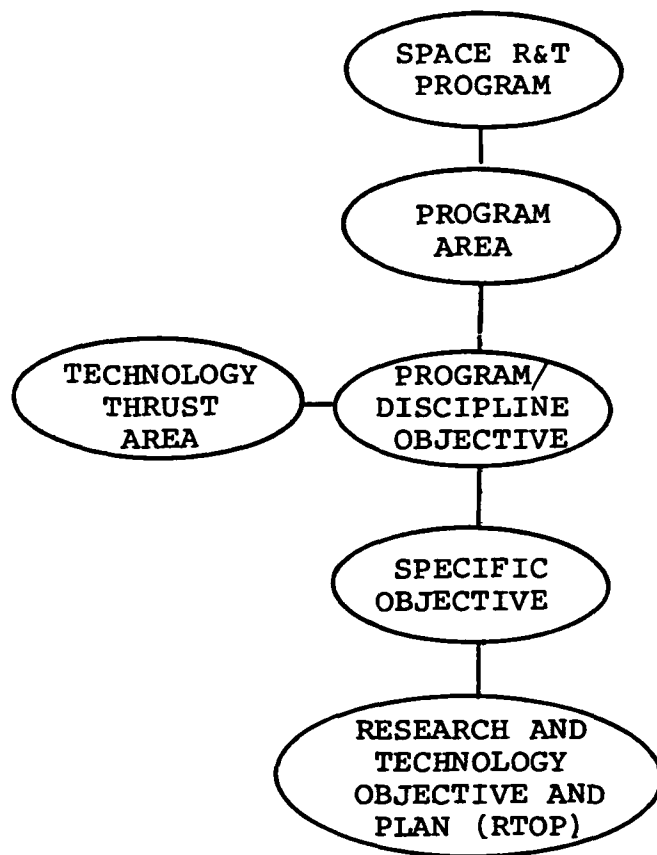 SPACE R&T
PROGRAM
PROGRAM
AREA
TECHNOLOGY
THRUST
AREA
PROGRAM/
DISCIPLINE
OBJECTIVE
SPECIFIC
OBJECTIVE
RESEARCH AND
TECHNOLOGY
OBJECTIVE AND
PLAN (RTOP)